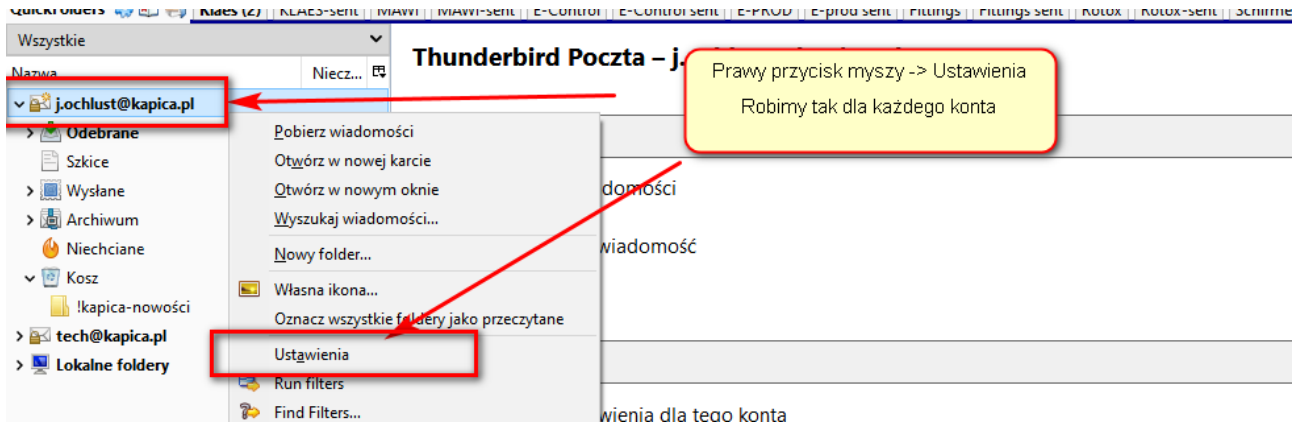 Quickfolders Klaes (2) KLAES-sent MAWI MAWI-sent E-Control E-Control sent E-PROD E-prod sent Fittings Fittings sent Rotox Rotox-sent Schirme
Wszystkie
Thunderbird Poczta – j.
Nazwa Niecz...
j.ochlust@kapica.pl
Odebrane
Szkice
Wysłane
Archiwum
Niechciane
Kosz
!kapica-nowości
tech@kapica.pl
Lokalne foldery
Pobierz wiadomości
Otwórz w nowej karcie
Otwórz w nowym oknie
Wyszukaj wiadomości...
Nowy folder...
Własna ikona...
Oznacz wszystkie foldery jako przeczytane
Ustawienia
Run filters
Find Filters...
Prawy przycisk myszy -> Ustawienia
Robimy tak dla każdego konta
domości
wiadomość
wienia dla tego konta